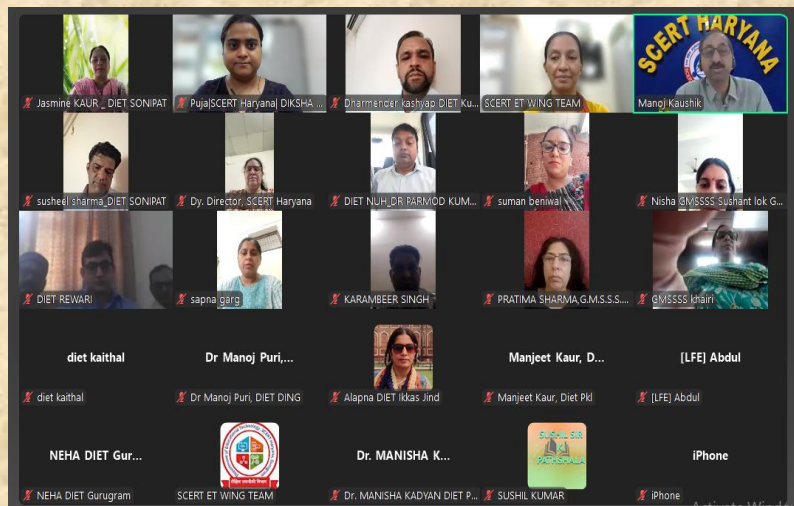 SCERT HARYANA
Jasmine KAUR _ DIET SONIPAT
Puja|SCERT Haryana| DIKSHA ...
Dharmender kashyap DIET Ku...
SCERT ET WING TEAM
Manoj Kaushik
susheel sharma_DIET SONIPAT
Dy. Director, SCERT Haryana
DIET NUH_DR PARMOD KUM...
suman beniwal
Nisha GMSSSS Sushant lok G...
DIET REWARI
sapna garg
KARAMBEER SINGH
PRATIMA SHARMA,G.M.S.S.S....
GMSSSS khairi
diet kaithal
Dr Manoj Puri,...
Manjeet Kaur, D...
[LFE] Abdul
diet kaithal
Dr Manoj Puri, DIET DING
Alapna DIET Ikkas Jind
Manjeet Kaur, Diet Pkl
[LFE] Abdul
NEHA DIET Gur...
Dr. MANISHA K...
SUSHIL SIR
KI
PATHSHALA
iPhone
NEHA DIET Gurugram
SCERT ET WING TEAM
Dr. MANISHA KADYAN DIET P...
SUSHIL KUMAR
iPhone